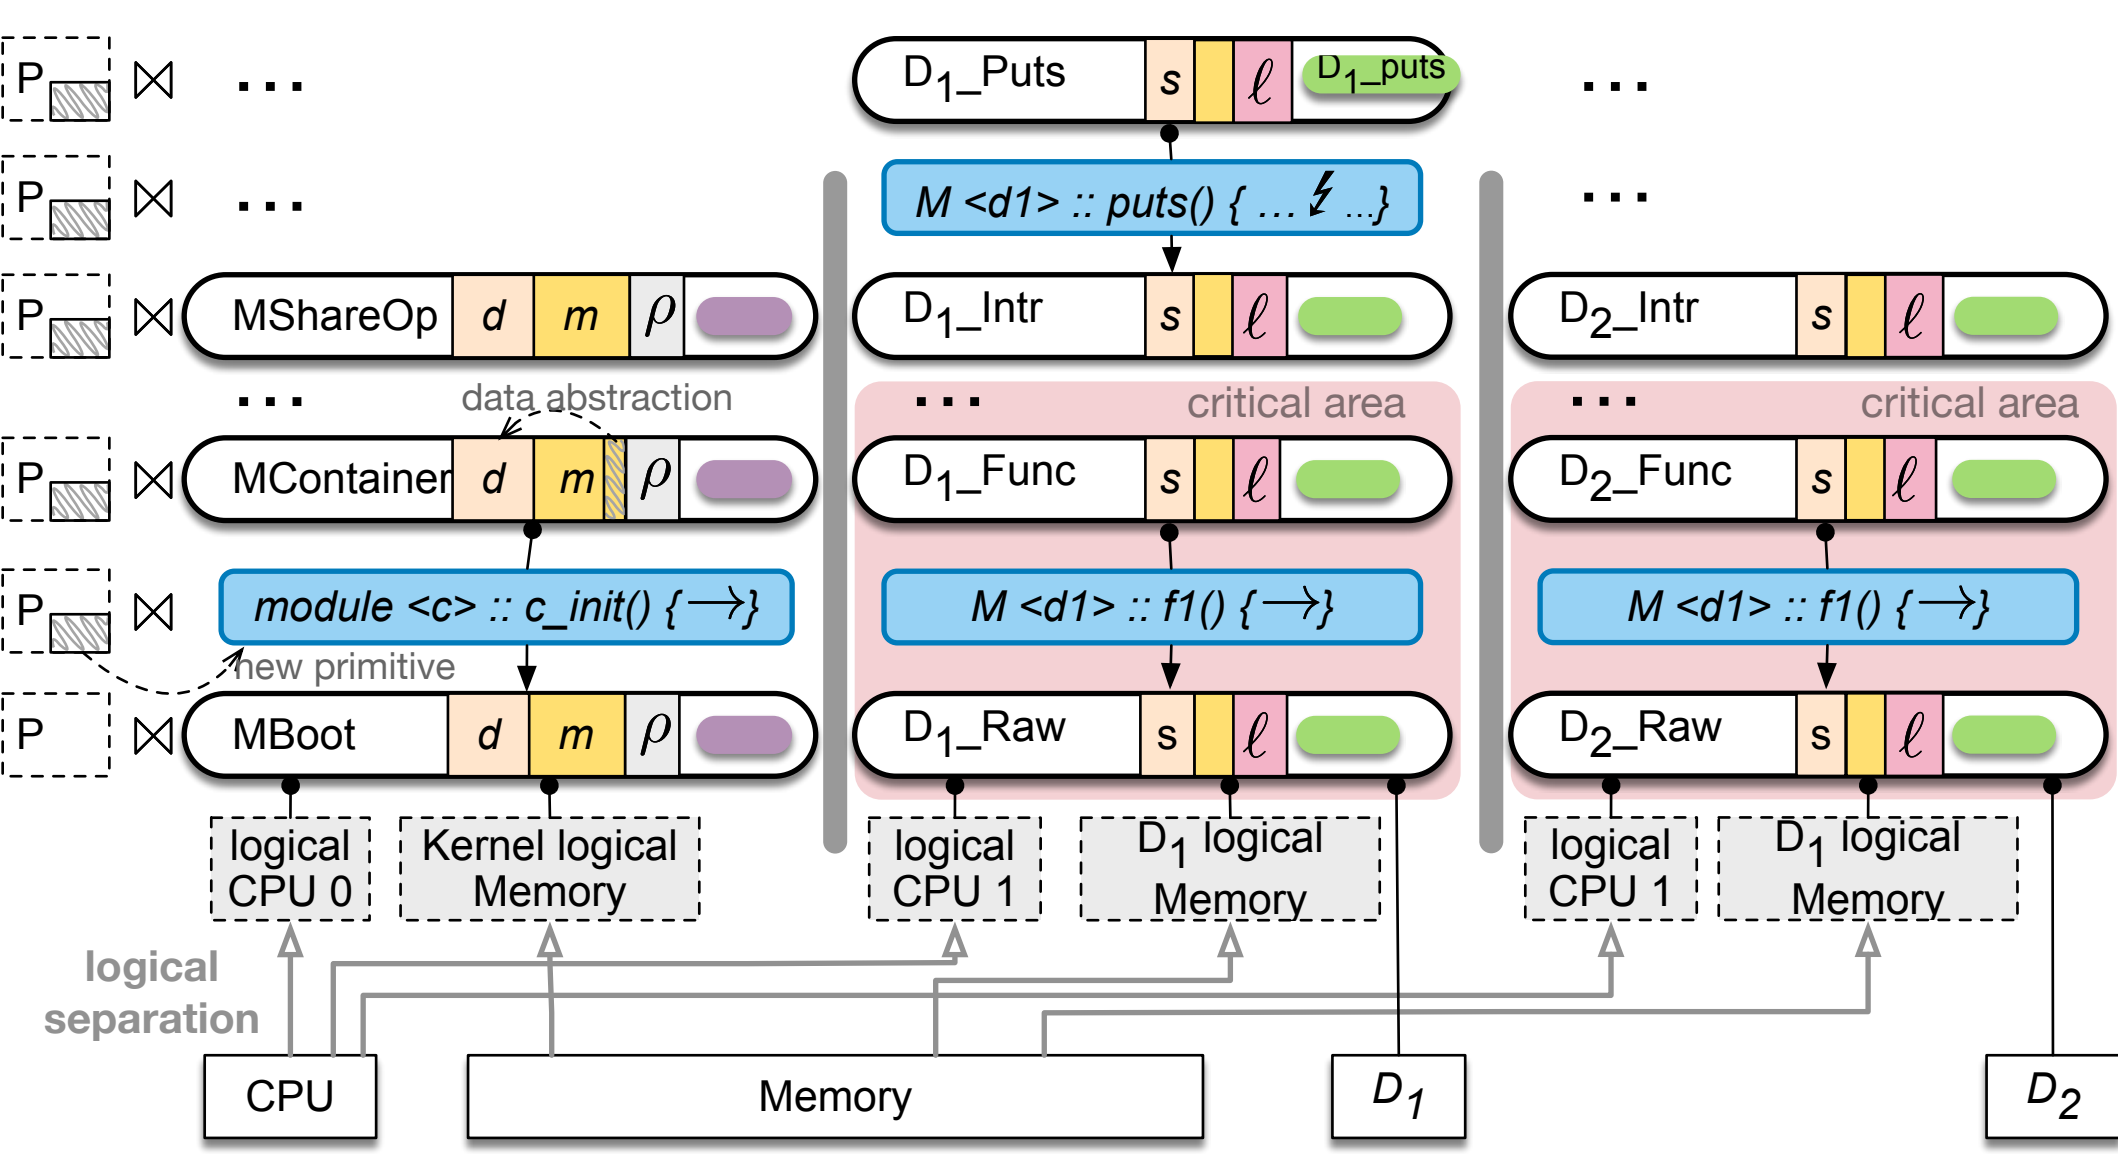 P ⋈ ... D1_Puts s ℓ D1_puts ...
P ⋈ ... M <d1> :: puts() { ... ...} ...
P ⋈ MShareOp d m ρ D1_Intr s ℓ D2_Intr s ℓ
... data abstraction ... critical area ... critical area
P ⋈ MContainer d m ρ D1_Func s ℓ D2_Func s ℓ
P ⋈ module <c> :: c_init() { → } M <d1> :: f1() { → } M <d1> :: f1() { → }
new primitive
P ⋈ MBoot d m ρ D1_Raw s ℓ D2_Raw s ℓ
logical
CPU 0
Kernel logical
Memory
logical
CPU 1
D1 logical
Memory
logical
CPU 1
D1 logical
Memory
logical
separation
CPU
Memory
D1
D2